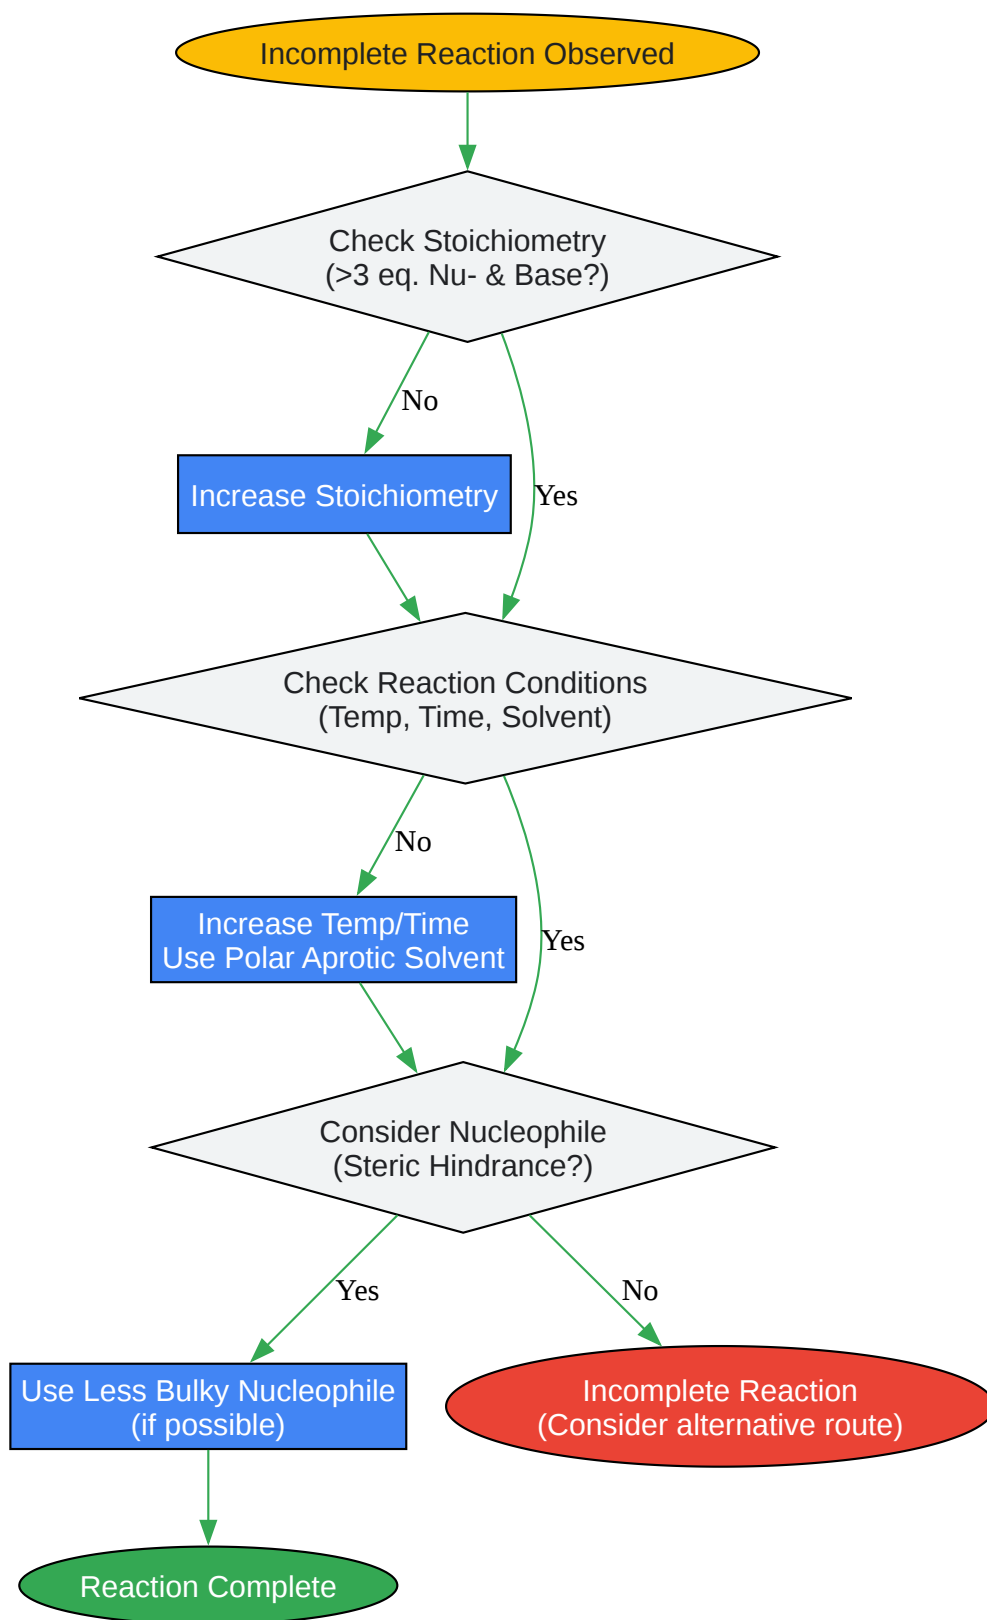 Incomplete Reaction Observed
Check Stoichiometry
(>3 eq. Nu- & Base?)
No
Increase Stoichiometry
Yes
Check Reaction Conditions
(Temp, Time, Solvent)
No
Increase Temp/Time
Use Polar Aprotic Solvent
Yes
Consider Nucleophile
(Steric Hindrance?)
Yes
No
Use Less Bulky Nucleophile
(if possible)
Incomplete Reaction
(Consider alternative route)
Reaction Complete